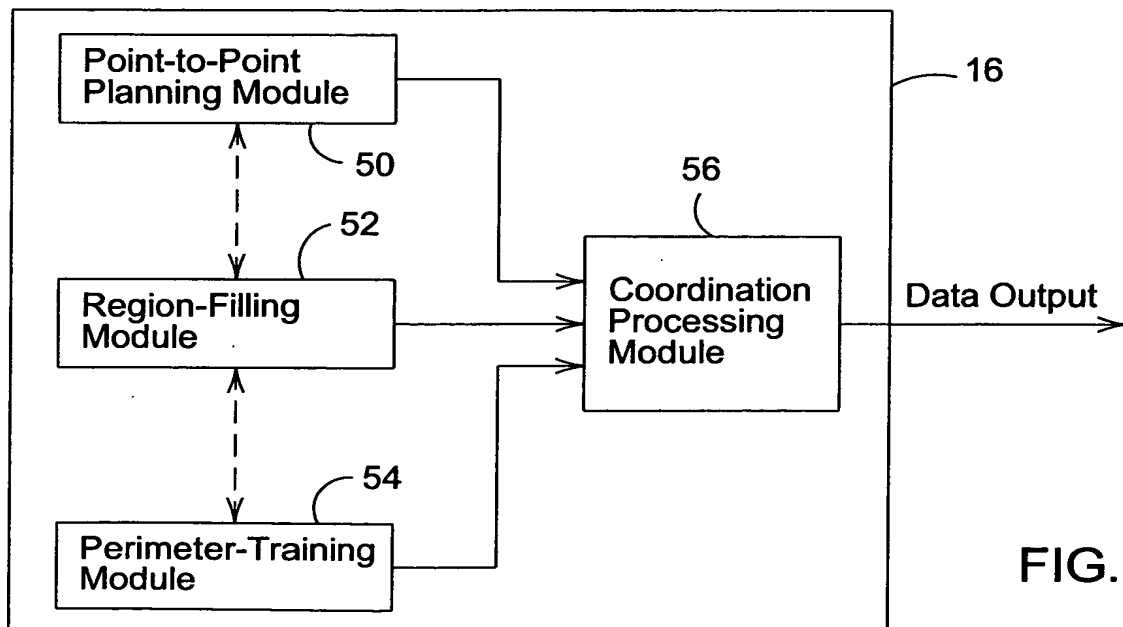 Point-to-Point
Planning Module
50
16
52
Region-Filling
Module
56
Coordination
Processing
Module
Data Output
54
Perimeter-Training
Module
FIG.